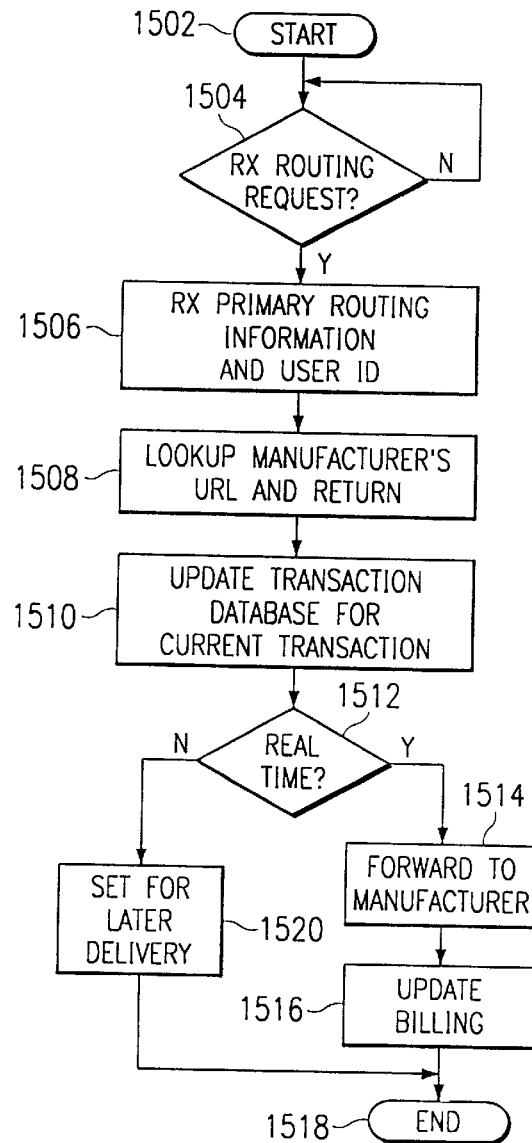 1502
START
1504
RX ROUTING
REQUEST?
N
Y
1506
RX PRIMARY ROUTING
INFORMATION
AND USER ID
1508
LOOKUP MANUFACTURER'S
URL AND RETURN
1510
UPDATE TRANSACTION
DATABASE FOR
CURRENT TRANSACTION
1512
N
REAL
TIME?
Y
1514
FORWARD TO
MANUFACTURER
SET FOR
LATER
DELIVERY
1520
1516
UPDATE
BILLING
1518
END